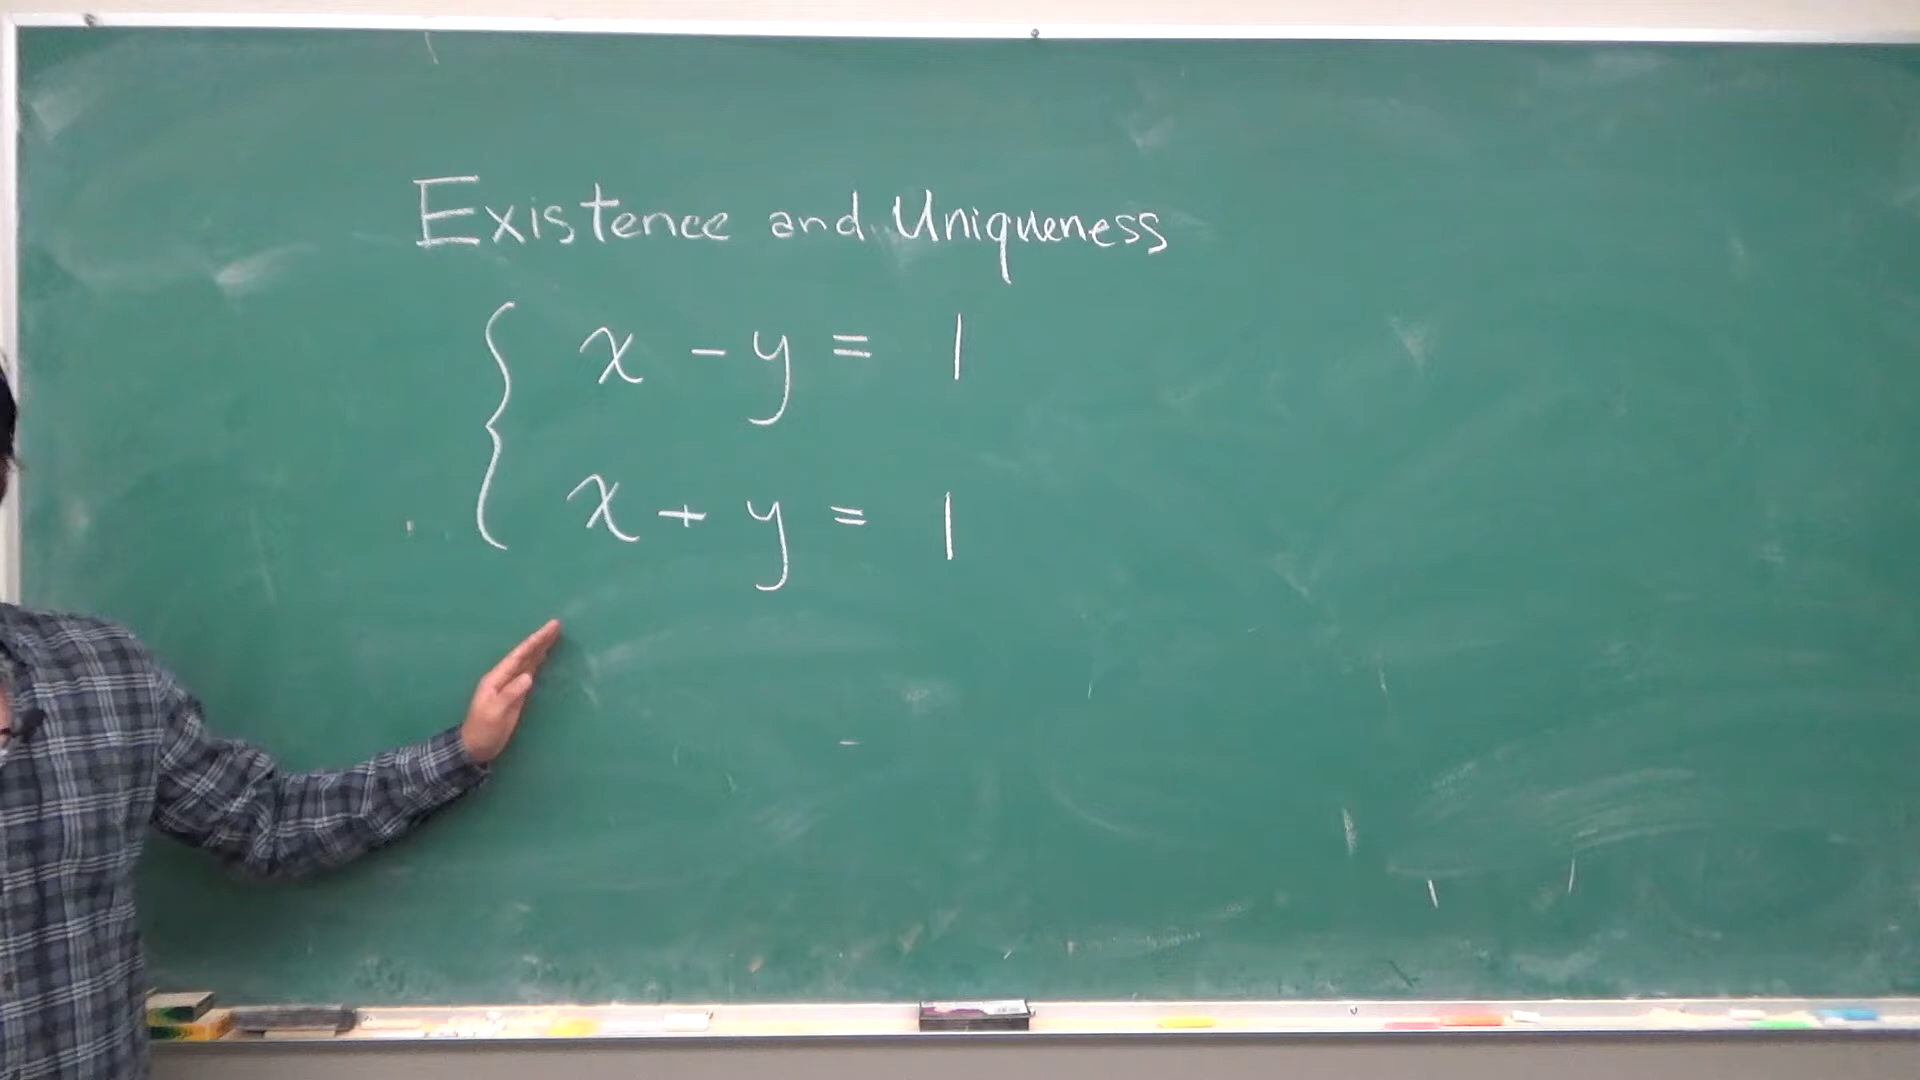 Existence and Uniqueness
x - y = 1
x + y = 1